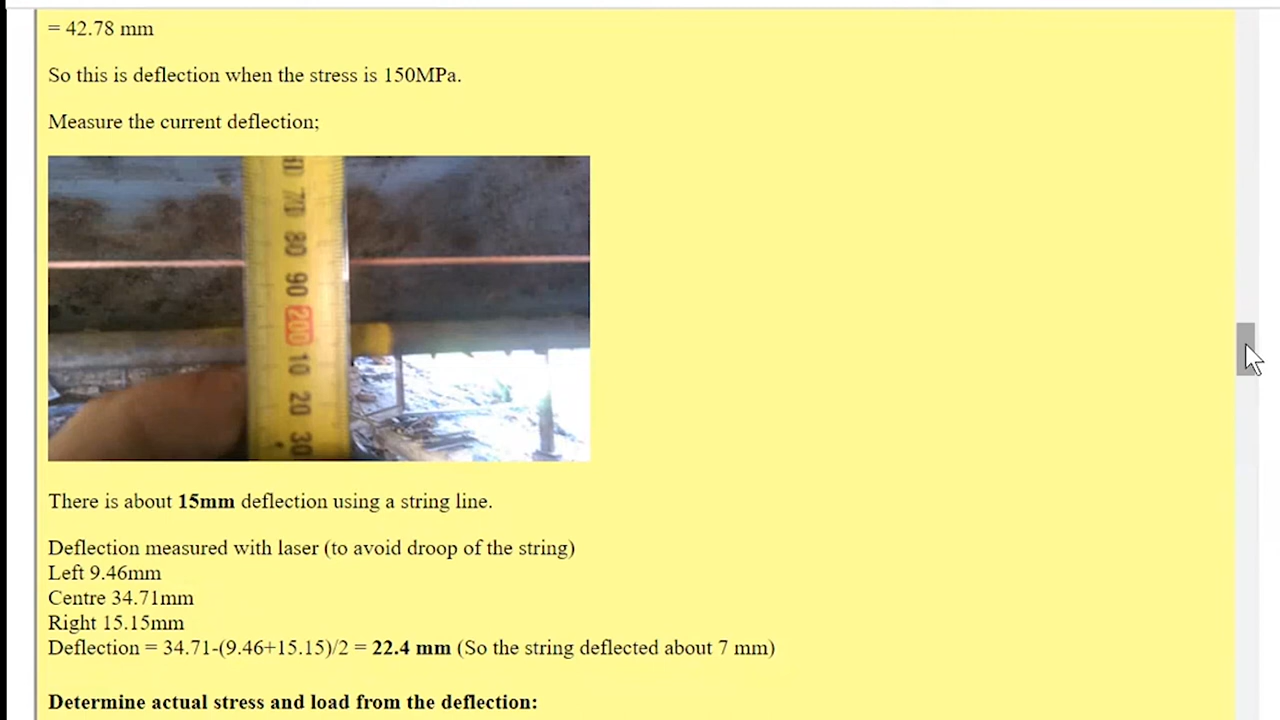 = 42.78 mm
So this is deflection when the stress is 150MPa.
Measure the current deflection;
70
80
90
200
10
20
30
There is about 15mm deflection using a string line.
Deflection measured with laser (to avoid droop of the string)
Left 9.46mm
Centre 34.71mm
Right 15.15mm
Deflection = 34.71-(9.46+15.15)/2 = 22.4 mm (So the string deflected about 7 mm)
Determine actual stress and load from the deflection: